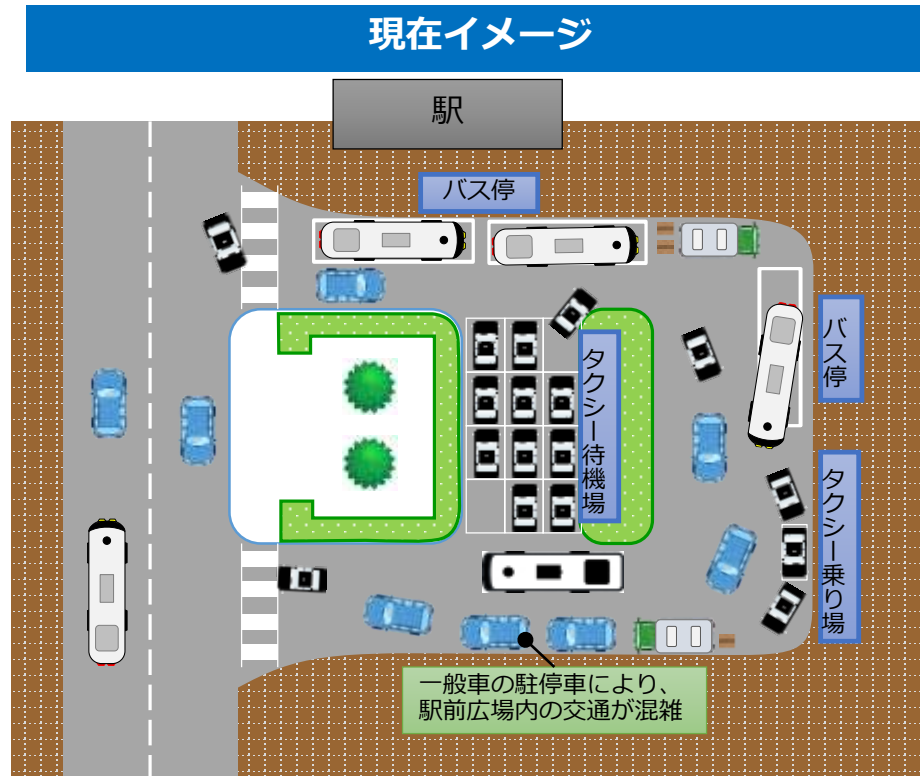 現在イメージ
駅
バス停
バス停
タクシー待機場
タクシー乗り場
一般車の駐停車により、
駅前広場内の交通が混雑